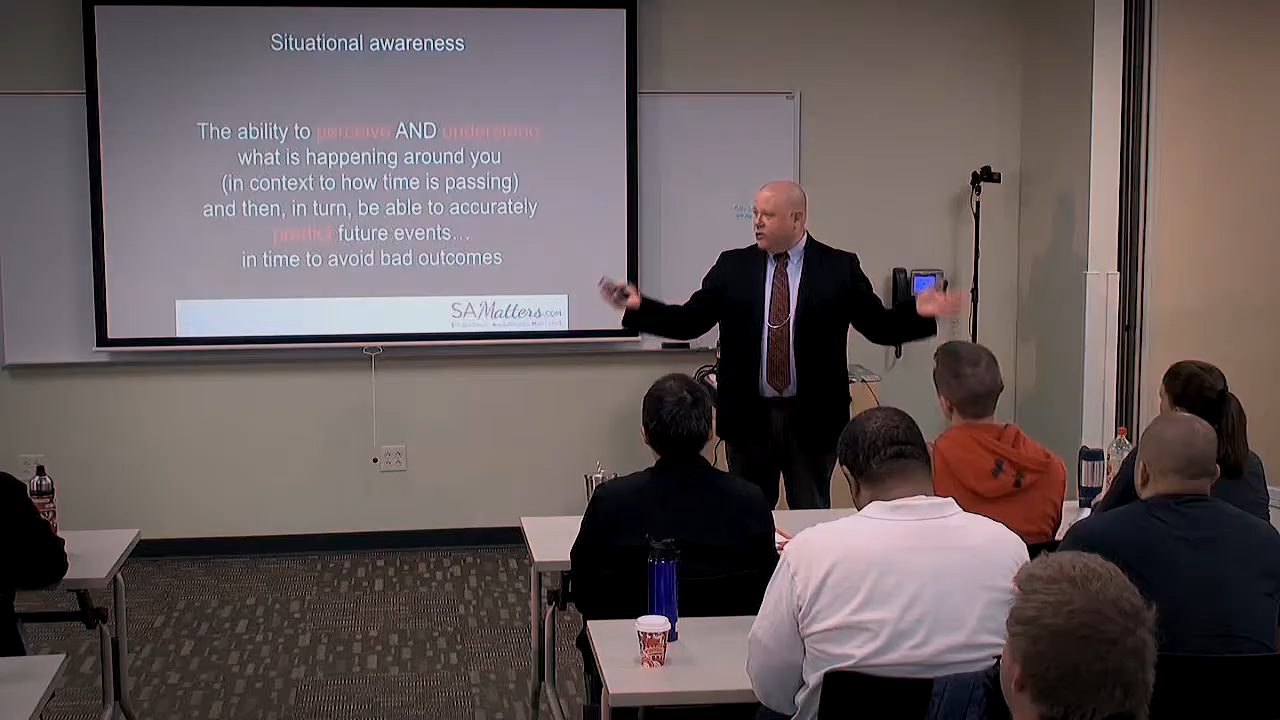 Situational awareness
The ability to perceive AND understand
what is happening around you
(in context to how time is passing)
and then, in turn, be able to accurately
predict future events…
in time to avoid bad outcomes
SAMatters.COM